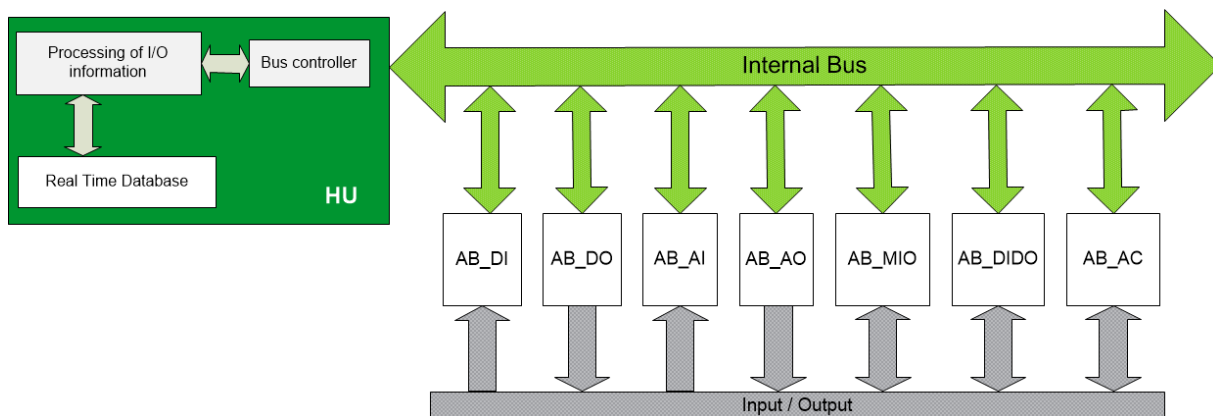 Processing of I/O
information
Bus controller
Real Time Database
HU
Internal Bus
AB_DI
AB_DO
AB_AI
AB_AO
AB_MIO
AB_DIDO
AB_AC
Input / Output